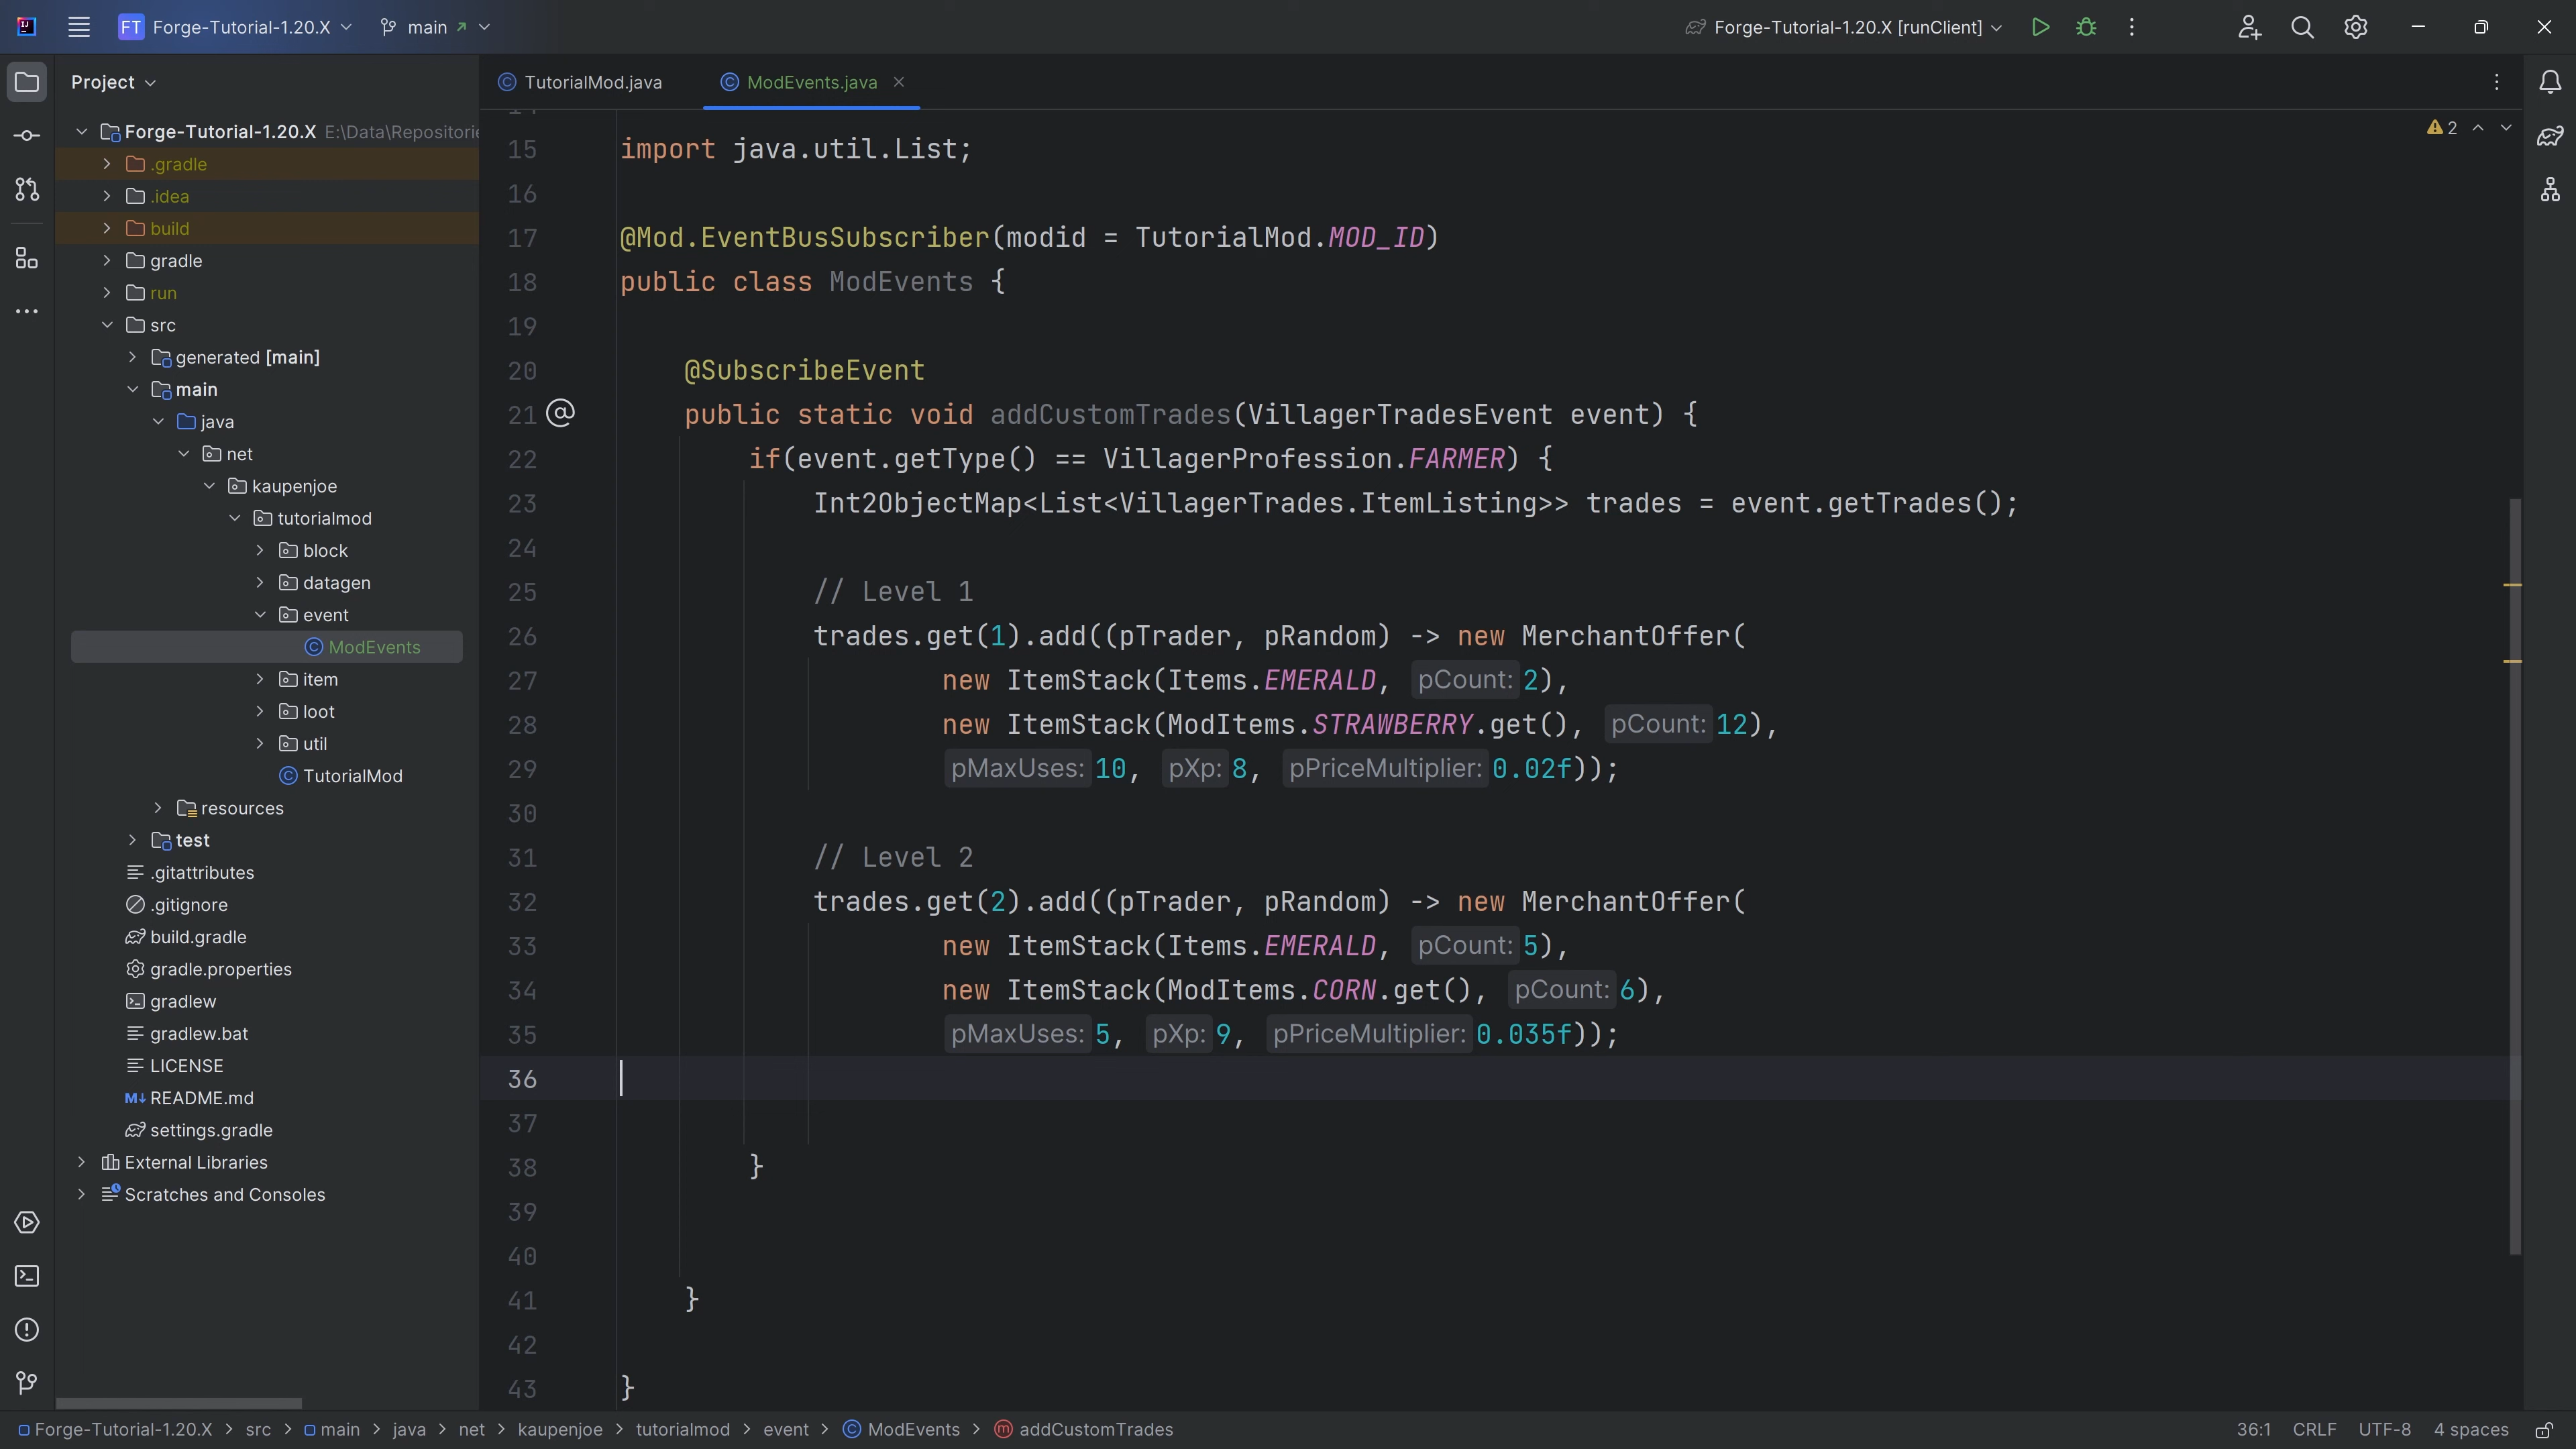 FT Forge-Tutorial-1.20.X main Forge-Tutorial-1.20.X [runClient]
Project
Forge-Tutorial-1.20.X E:\Data\Repositorie
.gradle
.idea
build
gradle
run
src
generated [main]
main
java
net
kaupenjoe
tutorialmod
block
datagen
event
ModEvents
item
loot
util
TutorialMod
resources
test
.gitattributes
.gitignore
build.gradle
gradle.properties
gradlew
gradlew.bat
LICENSE
README.md
settings.gradle
External Libraries
Scratches and Consoles
TutorialMod.java ModEvents.java
2
15 import java.util.List;
16
17 @Mod.EventBusSubscriber(modid = TutorialMod.MOD_ID)
18 public class ModEvents {
19
20 @SubscribeEvent
21 public static void addCustomTrades(VillagerTradesEvent event) {
22 if(event.getType() == VillagerProfession.FARMER) {
23 Int2ObjectMap<List<VillagerTrades.ItemListing>> trades = event.getTrades();
24
25 // Level 1
26 trades.get(1).add((pTrader, pRandom) -> new MerchantOffer(
27 new ItemStack(Items.EMERALD, pCount: 2),
28 new ItemStack(ModItems.STRAWBERRY.get(), pCount: 12),
29 pMaxUses: 10, pXp: 8, pPriceMultiplier: 0.02f));
30
31 // Level 2
32 trades.get(2).add((pTrader, pRandom) -> new MerchantOffer(
33 new ItemStack(Items.EMERALD, pCount: 5),
34 new ItemStack(ModItems.CORN.get(), pCount: 6),
35 pMaxUses: 5, pXp: 9, pPriceMultiplier: 0.035f));
36
37
38 }
39
40
41 }
42
43 }
Forge-Tutorial-1.20.X > src > main > java > net > kaupenjoe > tutorialmod > event > ModEvents > addCustomTrades 36:1 CRLF UTF-8 4 spaces